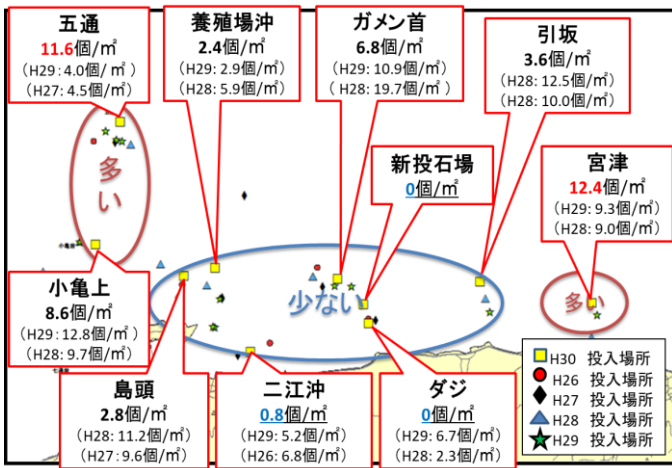 五通
11.6個/㎡
(H29:4.0個/㎡)
(H27:4.5個/㎡)
養殖場沖
2.4個/㎡
(H29:2.9個/㎡)
(H28:5.9個/㎡)
ガメン首
6.8個/㎡
(H29:10.9個/㎡)
(H28:19.7個/㎡)
引坂
3.6個/㎡
(H28:12.5個/㎡)
(H28:10.0個/㎡)
新投石場
0個/㎡
宮津
12.4個/㎡
(H29:9.3個/㎡)
(H28:9.0個/㎡)
多い
小亀上
8.6個/㎡
(H29:12.8個/㎡)
(H28:9.7個/㎡)
少ない
多い
島頭
2.8個/㎡
(H28:11.2個/㎡)
(H27:9.6個/㎡)
二江沖
0.8個/㎡
(H29:5.2個/㎡)
(H26:6.8個/㎡)
ダジ
0個/㎡
(H29:6.7個/㎡)
(H28:2.3個/㎡)
H30 投入場所
H26 投入場所
H27 投入場所
H28 投入場所
H29 投入場所